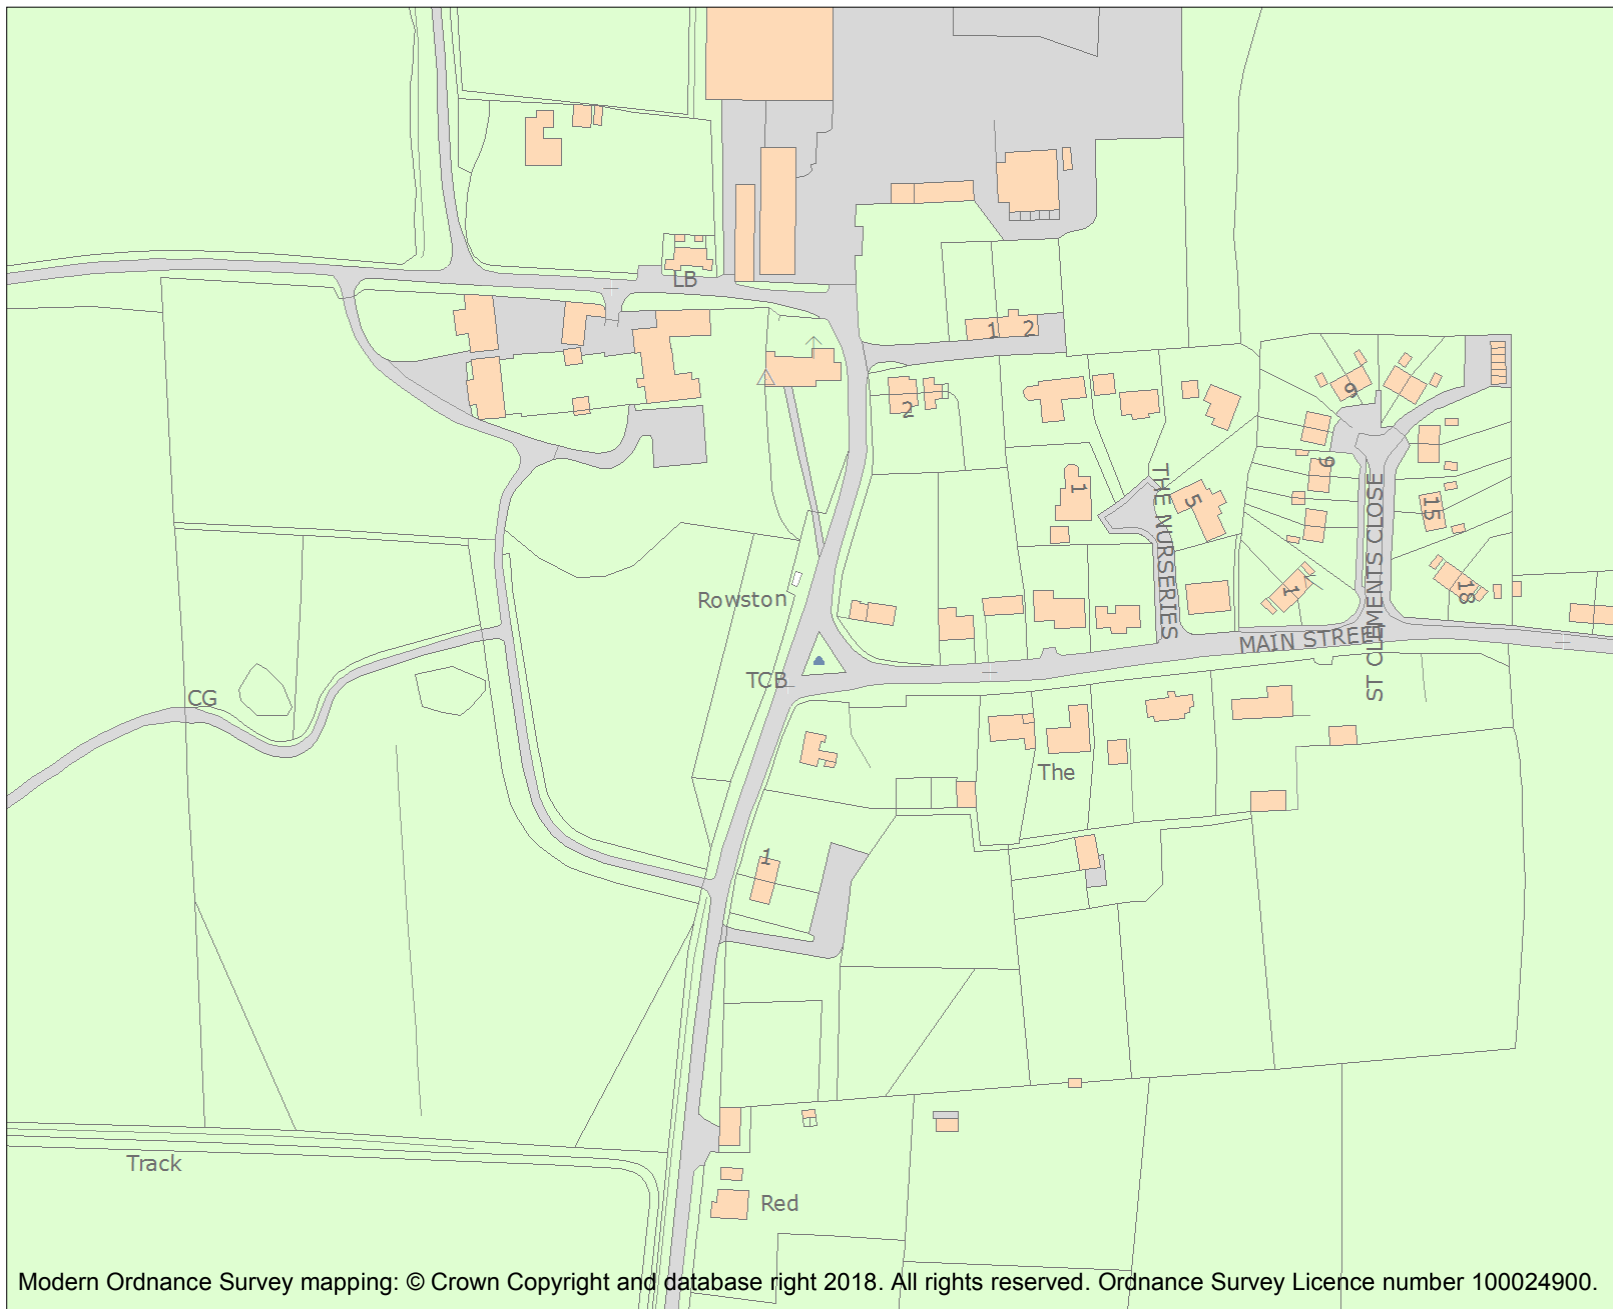 LB
1 2
2
9
9
1
THE NURSERIES
5
15
ST CLEMENTS CLOSE
1
18
Rowston
MAIN STREET
TCB
CG
The
1
Track
Red
Modern Ordnance Survey mapping: © Crown Copyright and database right 2018. All rights reserved. Ordnance Survey Licence number 100024900.